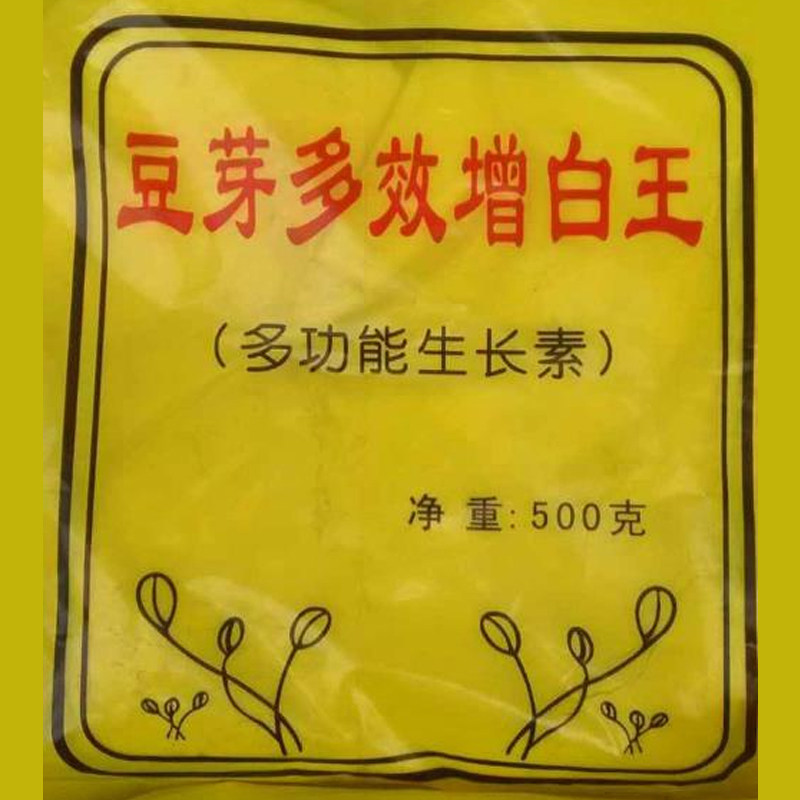 豆芽多效增白王
（多功能生长素）
净 重: 500克